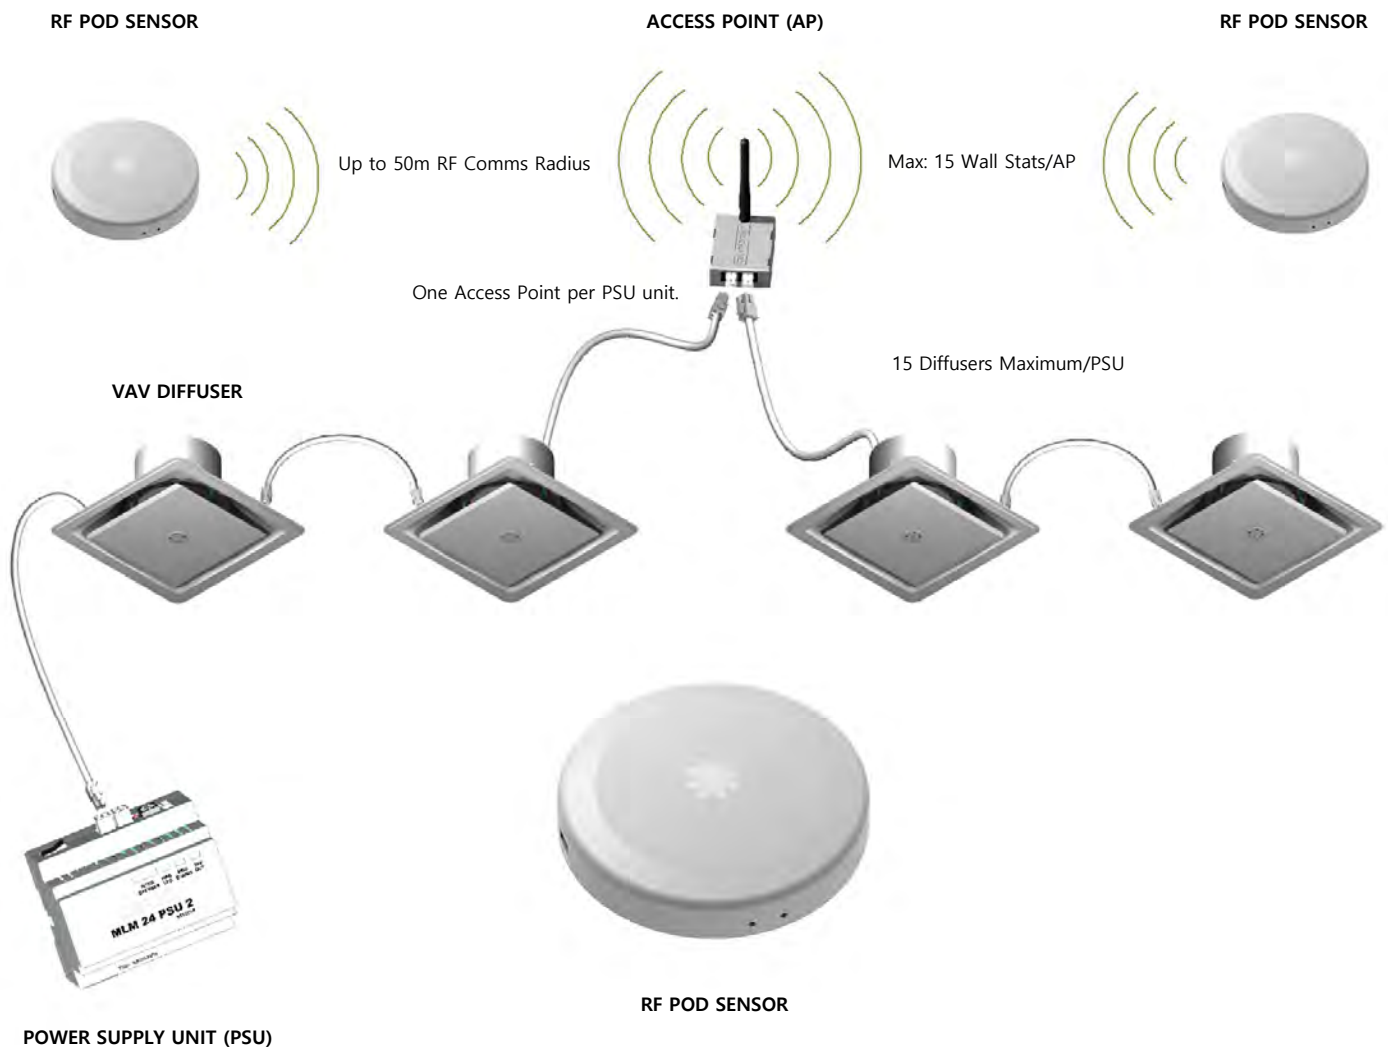 RF POD SENSOR
ACCESS POINT (AP)
RF POD SENSOR
Up to 50m RF Comms Radius
Max: 15 Wall Stats/AP
One Access Point per PSU unit.
15 Diffusers Maximum/PSU
VAV DIFFUSER
MLM 24 PSU 2
RF POD SENSOR
POWER SUPPLY UNIT (PSU)